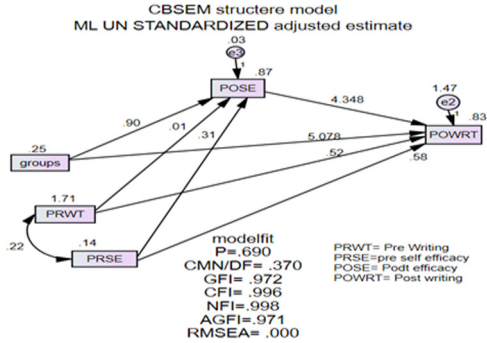 CBSEM structere model
ML UN STANDARDIZED adjusted estimate
.03
e3
1
.87
POSE
1.47
e2
1
.83
POWRT
4.348
.90
.01
.31
5.078
.52
.58
.25
groups
1.71
PRWT
.22
.14
PRSE
modelfit
P=.690
CMN/DF= .370
GFI= .972
CFI= .996
NFI=.998
AGFI=.971
RMSEA= .000
PRWT= Pre Writing
PRSE=pre self efficacy
POSE= Podt efficacy
POWRT= Post writing